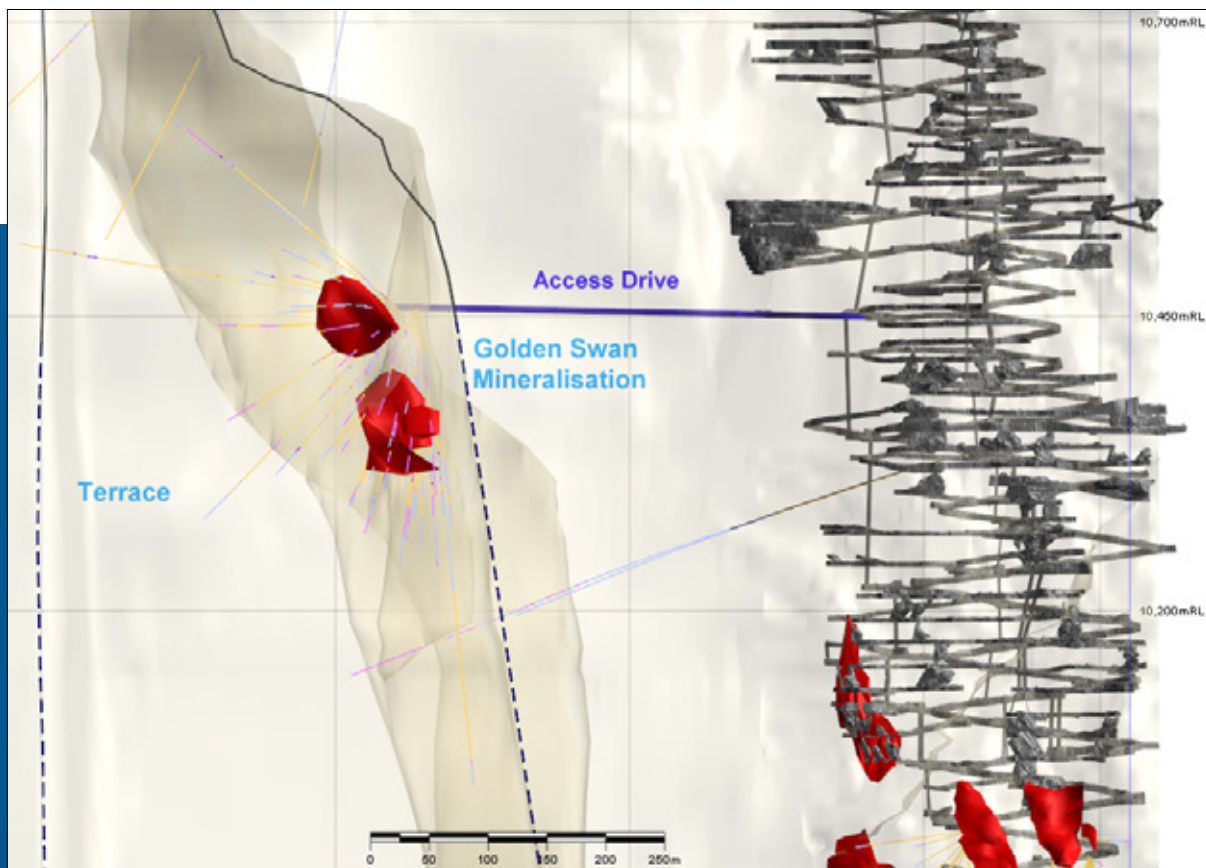 10,700mRL
Access Drive
10,450mRL
Golden Swan
Mineralisation
Terrace
10,200mRL
0 50 100 150 200 250m